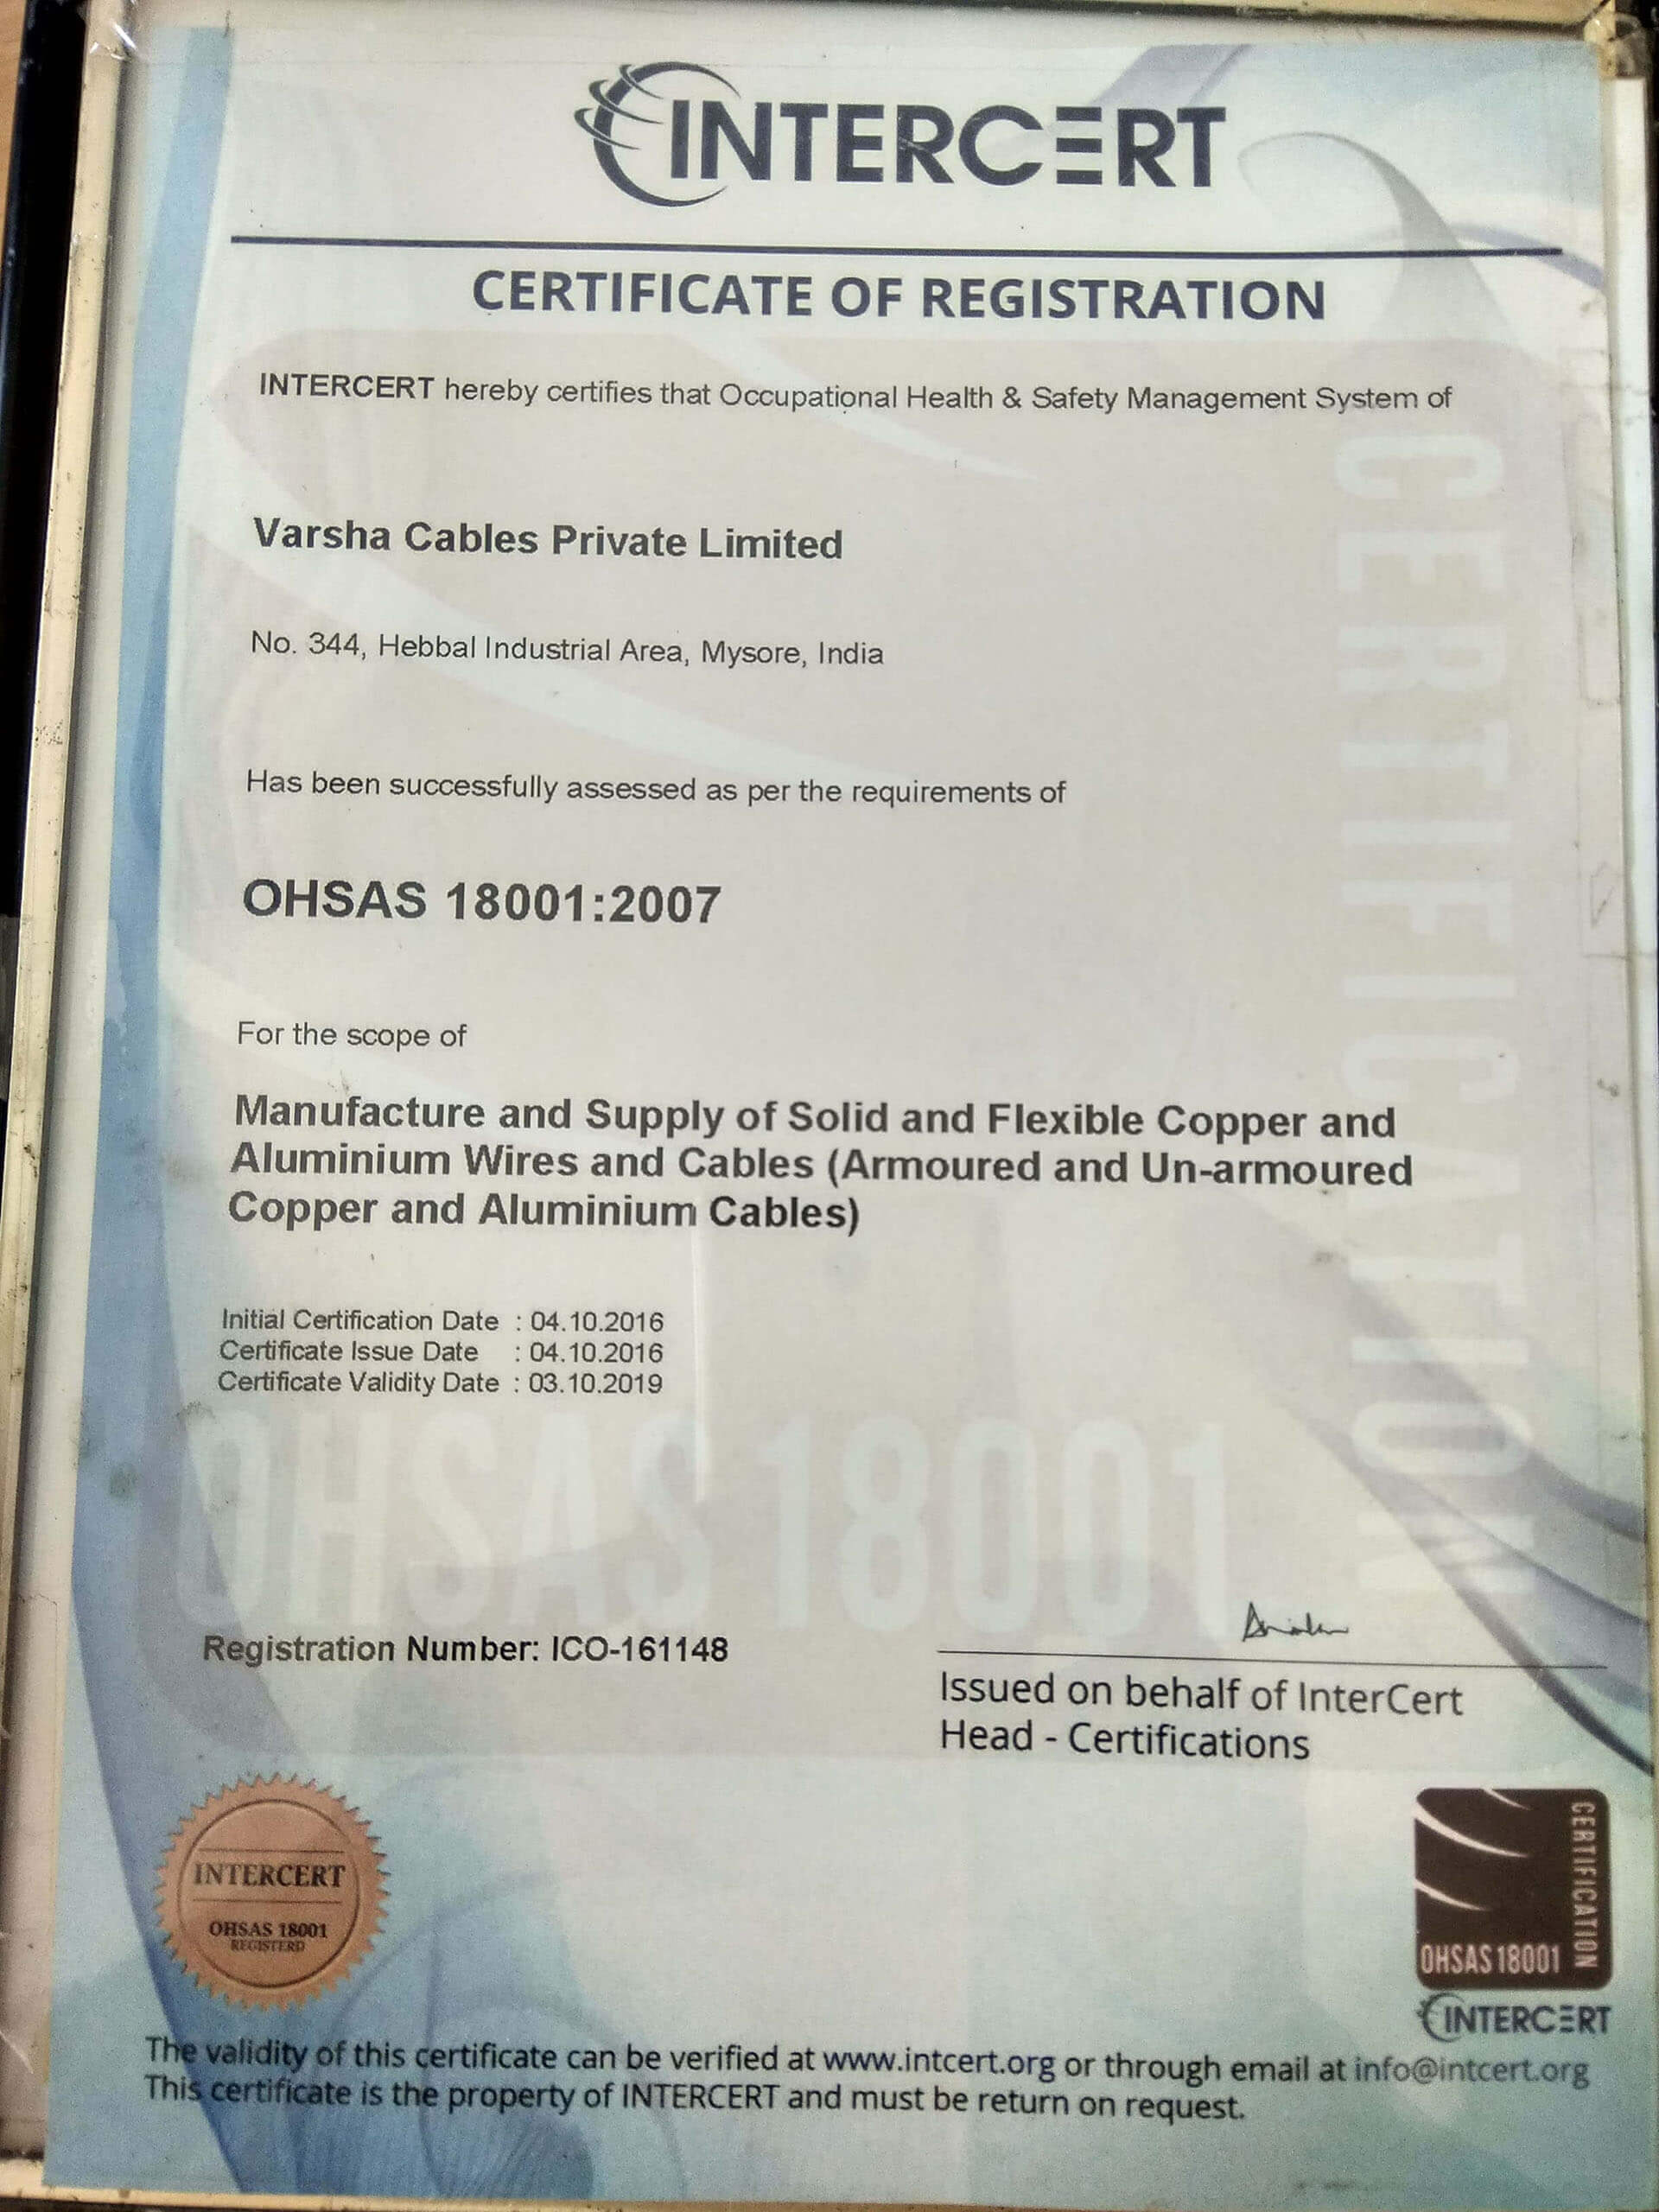 INTERCERT
CERTIFICATE OF REGISTRATION
INTERCERT hereby certifies that Occupational Health & Safety Management System of
Varsha Cables Private Limited
No. 344, Hebbal Industrial Area, Mysore, India
Has been successfully assessed as per the requirements of
OHSAS 18001:2007
For the scope of
Manufacture and Supply of Solid and Flexible Copper and
Aluminium Wires and Cables (Armoured and Un-armoured
Copper and Aluminium Cables)
Initial Certification Date : 04.10.2016
Certificate Issue Date : 04.10.2016
Certificate Validity Date : 03.10.2019
CERTIFICATION
OHSAS 18001
Registration Number: ICO-161148
Issued on behalf of InterCert
Head - Certifications
INTERCERT
OHSAS 18001
REGISTERD
CERTIFICATION
OHSAS 18001
INTERCERT
The validity of this certificate can be verified at www.intcert.org or through email at info@intcert.org
This certificate is the property of INTERCERT and must be return on request.